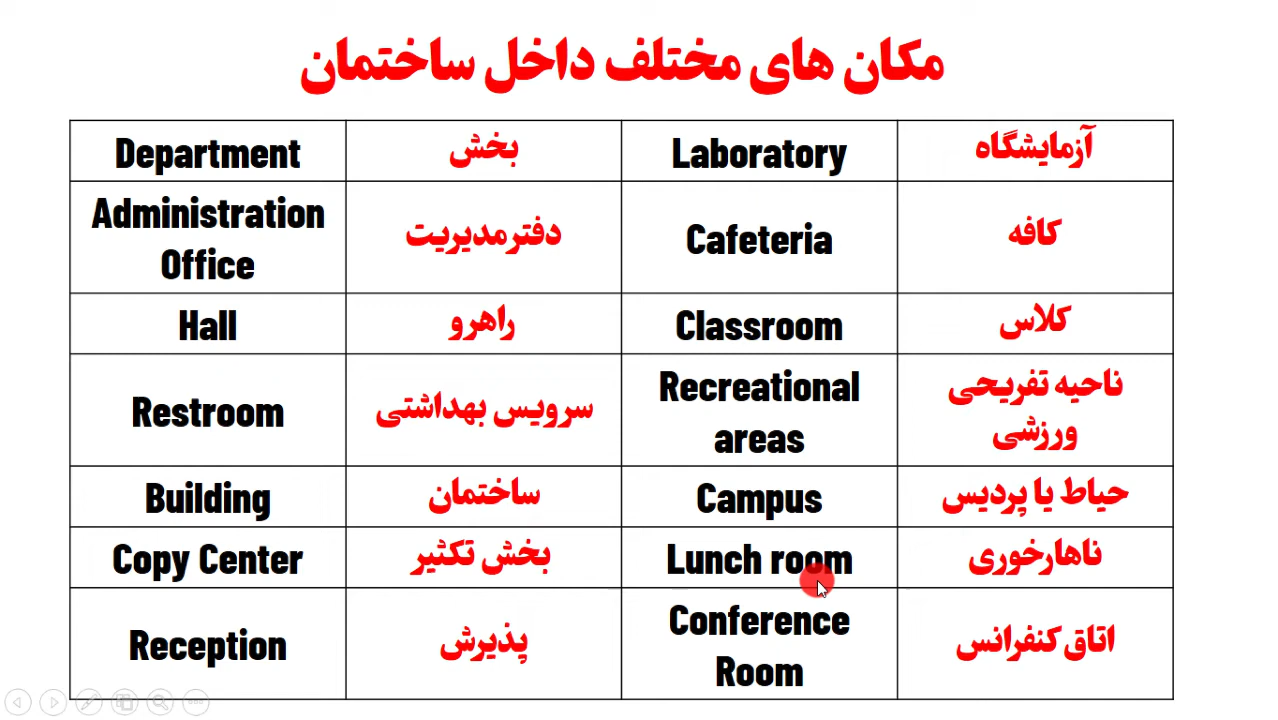 مکان های مختلف داخل ساختمان
Department
بخش
Laboratory
آزمایشگاه
Administration
Office
دفترمدیریت
Cafeteria
کافه
Hall
راهرو
Classroom
کلاس
Restroom
سرویس بهداشتی
Recreational
areas
ناحیه تفریحی
ورزشی
Building
ساختمان
Campus
حیاط یا پردیس
Copy Center
بخش تکثیر
Lunch room
ناهارخوری
Reception
پذیرش
Conference
Room
اتاق کنفرانس